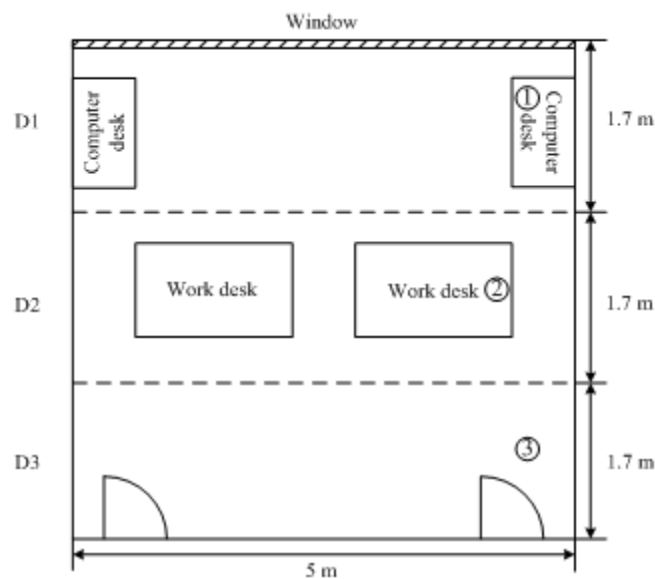 Window
D1
Computer
desk
①
Computer
desk
1.7 m
D2
Work desk
Work desk ②
1.7 m
D3
③
1.7 m
5 m